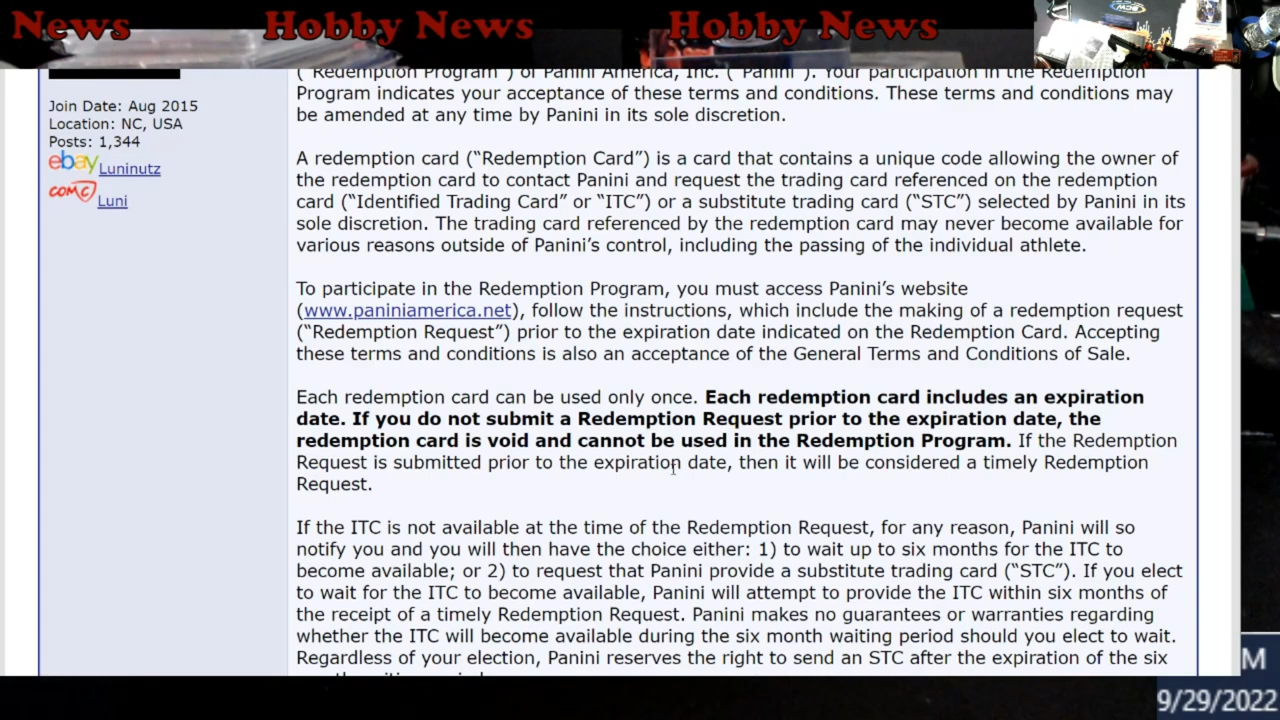 News Hobby News Hobby News
("Redemption Program") of Panini America, Inc. ("Panini"). Your participation in the Redemption
Program indicates your acceptance of these terms and conditions. These terms and conditions may
be amended at any time by Panini in its sole discretion.
Join Date: Aug 2015
Location: NC, USA
Posts: 1,344
ebay Luninutz
COMC Luni
A redemption card (“Redemption Card”) is a card that contains a unique code allowing the owner of
the redemption card to contact Panini and request the trading card referenced on the redemption
card (“Identified Trading Card” or “ITC”) or a substitute trading card (“STC”) selected by Panini in its
sole discretion. The trading card referenced by the redemption card may never become available for
various reasons outside of Panini’s control, including the passing of the individual athlete.
To participate in the Redemption Program, you must access Panini’s website
(www.paniniamerica.net), follow the instructions, which include the making of a redemption request
(“Redemption Request”) prior to the expiration date indicated on the Redemption Card. Accepting
these terms and conditions is also an acceptance of the General Terms and Conditions of Sale.
Each redemption card can be used only once. Each redemption card includes an expiration
date. If you do not submit a Redemption Request prior to the expiration date, the
redemption card is void and cannot be used in the Redemption Program. If the Redemption
Request is submitted prior to the expiration date, then it will be considered a timely Redemption
Request.
If the ITC is not available at the time of the Redemption Request, for any reason, Panini will so
notify you and you will then have the choice either: 1) to wait up to six months for the ITC to
become available; or 2) to request that Panini provide a substitute trading card (“STC”). If you elect
to wait for the ITC to become available, Panini will attempt to provide the ITC within six months of
the receipt of a timely Redemption Request. Panini makes no guarantees or warranties regarding
whether the ITC will become available during the six month waiting period should you elect to wait.
Regardless of your election, Panini reserves the right to send an STC after the expiration of the six
M
9/29/2022